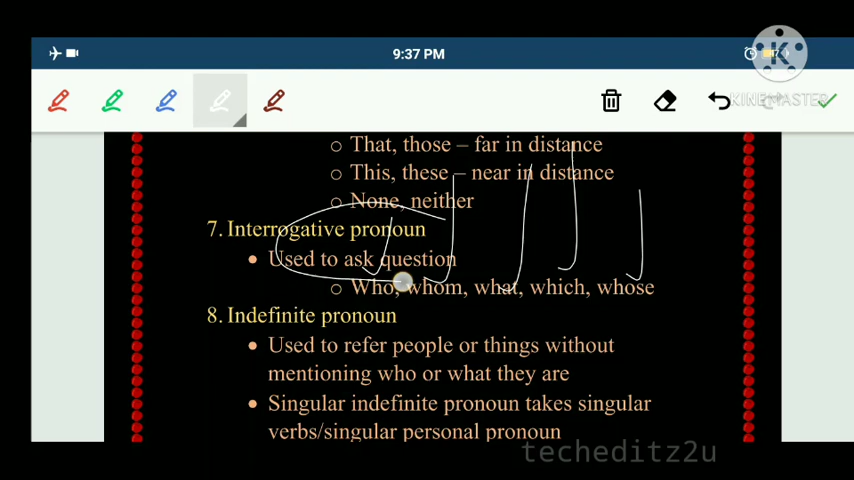 9:37 PM
KINEMASTER
That, those – far in distance
This, these – near in distance
None, neither
7. Interrogative pronoun
Used to ask question
Who, whom, what, which, whose
8. Indefinite pronoun
Used to refer people or things without
mentioning who or what they are
Singular indefinite pronoun takes singular
verbs/singular personal pronoun
techeditz2u